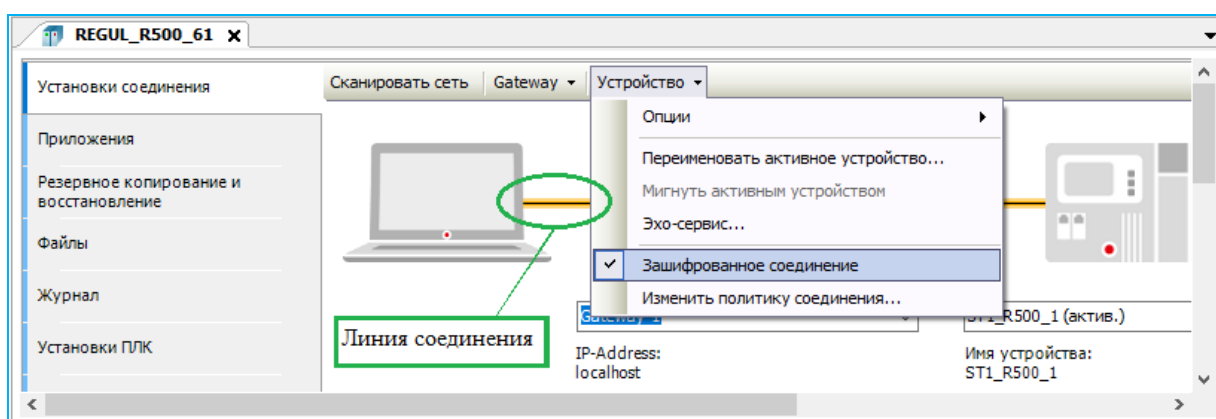 REGUL_R500_61 x
Установки соединения
Сканировать сеть Gateway Устройство
Опции
Приложения
Переименовать активное устройство...
Резервное копирование и
восстановление
Мигнуть активным устройством
Эхо-сервис...
Файлы
Зашифрованное соединение
Журнал
Изменить политику соединения...
Gateway-1
ST1_R500_1 (актив.)
Линия соединения
Установки ПЛК
IP-Address:
localhost
Имя устройства:
ST1_R500_1